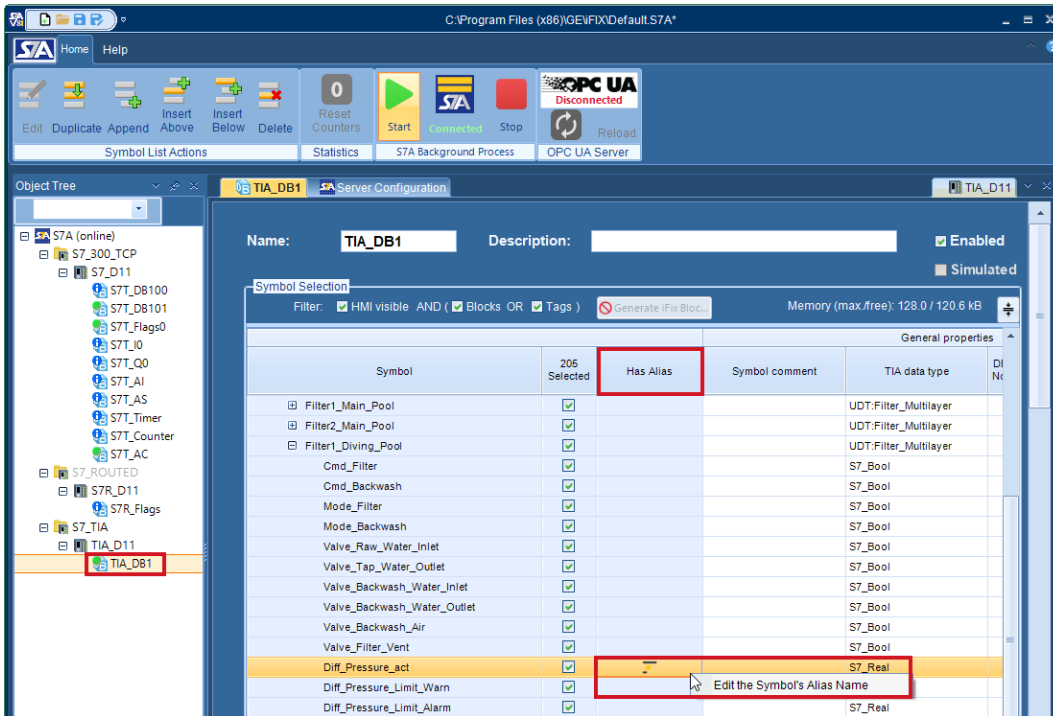 C:\Program Files (x86)\GE\iFIX\Default.S7A*
S7A Home Help
Edit Duplicate Append Insert Above Insert Below Delete
Symbol List Actions
0
Reset Counters
Statistics
Start S7A Connected Stop
S7A Background Process
OPC UA
Disconnected
Reload
OPC UA Server
Object Tree
TIA_DB1 Server Configuration TIA_D11
S7A (online)
S7_300_TCP
S7_D11
S7T_DB100
S7T_DB101
S7T_Flags0
S7T_I0
S7T_Q0
S7T_AI
S7T_AS
S7T_Timer
S7T_Counter
S7T_AC
S7_ROUTED
S7R_D11
S7R_Flags
S7_TIA
TIA_D11
TIA_DB1
Name: TIA_DB1 Description: Enabled
Simulated
Symbol Selection
Filter: HMI visible AND ( Blocks OR Tags ) Generate iFix Bloc... Memory (max./free): 128.0 / 120.6 kB
General properties
Symbol 205 Selected Has Alias Symbol comment TIA data type
Filter1_Main_Pool UDT:Filter_Multilayer
Filter2_Main_Pool UDT:Filter_Multilayer
Filter1_Diving_Pool UDT:Filter_Multilayer
Cmd_Filter S7_Bool
Cmd_Backwash S7_Bool
Mode_Filter S7_Bool
Mode_Backwash S7_Bool
Valve_Raw_Water_Inlet S7_Bool
Valve_Tap_Water_Outlet S7_Bool
Valve_Backwash_Water_Inlet S7_Bool
Valve_Backwash_Water_Outlet S7_Bool
Valve_Backwash_Air S7_Bool
Valve_Filter_Vent S7_Bool
Diff_Pressure_act S7_Real
Diff_Pressure_Limit_Warn Edit the Symbol's Alias Name
Diff_Pressure_Limit_Alarm S7_Real